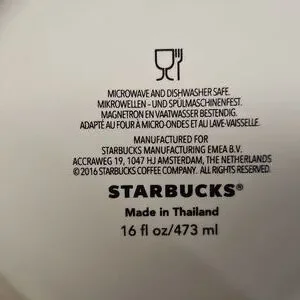 MICROWAVE AND DISHWASHER SAFE.
MIKROWELLEN - UND SPÜLMASCHINENFEST.
MAGNETRON EN VAATWASSER BESTENDIG.
ADAPTÉ AU FOUR À MICRO-ONDES ET AU LAVE-VAISSELLE.
MANUFACTURED FOR
STARBUCKS MANUFACTURING EMEA B.V.
ACCRAWEG 19, 1047 HJ AMSTERDAM, THE NETHERLANDS
© 2016 STARBUCKS COFFEE COMPANY. ALL RIGHTS RESERVED.
STARBUCKS®
Made in Thailand
16 fl oz/473 ml